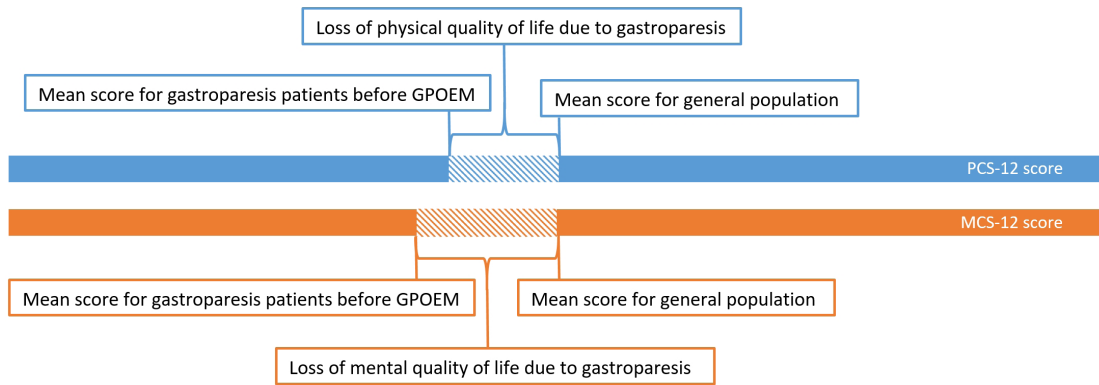 Loss of physical quality of life due to gastroparesis
Mean score for gastroparesis patients before GPOEM
Mean score for general population
PCS-12 score
MCS-12 score
Mean score for gastroparesis patients before GPOEM
Mean score for general population
Loss of mental quality of life due to gastroparesis